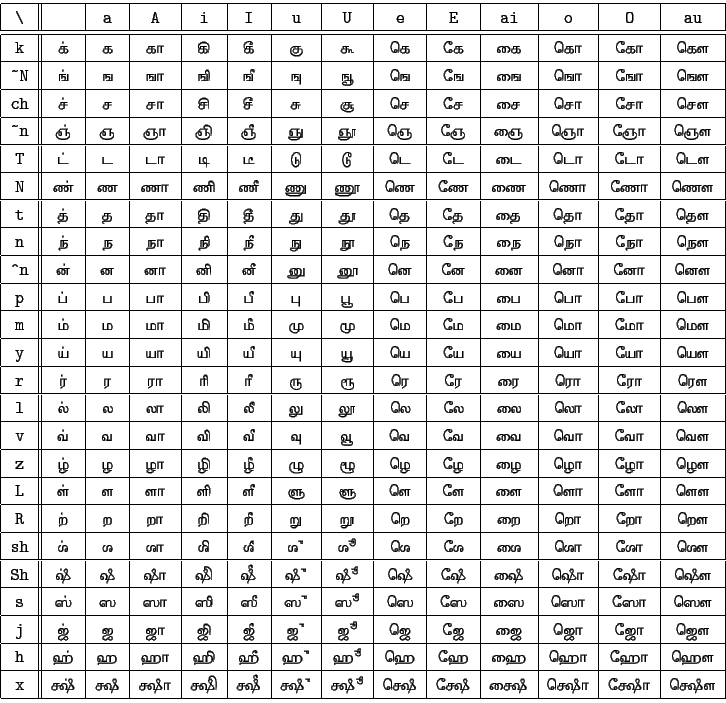 \ a A i I u U e E ai o O au
k க் க கா கி கீ கு கூ கெ கே கை கொ கோ கௌ
~N ங் ங ஙா ஙி ஙீ ஙு ஙூ ஙெ ஙே ஙை ஙொ ஙோ ஙௌ
ch ச் ச சா சி சீ சு சூ செ சே சை சொ சோ சௌ
~n ஞ் ஞ ஞா ஞி ஞீ ஞு ஞூ ஞெ ஞே ஞை ஞொ ஞோ ஞௌ
T ட் ட டா டி டீ டு டூ டெ டே டை டொ டோ டௌ
N ண் ண ணா ணி ணீ ணு ணூ ணெ ணே ணை ணொ ணோ ணௌ
t த் த தா தி தீ து தூ தெ தே தை தொ தோ தௌ
n ந் ந நா நி நீ நு நூ நெ நே நை நொ நோ நௌ
^n ன் ன னா னி னீ னு னூ னெ னே னை னொ னோ னௌ
p ப் ப பா பி பீ பு பூ பெ பே பை பொ போ பௌ
m ம் ம மா மி மீ மு மூ மெ மே மை மொ மோ மௌ
y ய் ய யா யி யீ யு யூ யெ யே யை யொ யோ யௌ
r ர் ர ரா ரி ரீ ரு ரூ ரெ ரே ரை ரொ ரோ ரௌ
l ல் ல லா லி லீ லு லூ லெ லே லை லொ லோ லௌ
v வ் வ வா வி வீ வு வூ வெ வே வை வொ வோ வௌ
z ழ் ழ ழா ழி ழீ ழு ழூ ழெ ழே ழை ழொ ழோ ழௌ
L ள் ள ளா ளி ளீ ளு ளூ ளெ ளே ளை ளொ ளோ ளௌ
R ற் ற றா றி றீ று றூ றெ றே றை றொ றோ றௌ
sh ஶ் ஶ ஶா ஶி ஶீ ஶு ஶூ ஶெ ஶே ஶை ஶொ ஶோ ஶௌ
Sh ஷ் ஷ ஷா ஷி ஷீ ஷு ஷூ ஷெ ஷே ஷை ஷொ ஷோ ஷௌ
s ஸ் ஸ ஸா ஸி ஸீ ஸு ஸூ ஸெ ஸே ஸை ஸொ ஸோ ஸௌ
j ஜ் ஜ ஜா ஜி ஜீ ஜு ஜூ ஜெ ஜே ஜை ஜொ ஜோ ஜௌ
h ஹ் ஹ ஹா ஹி ஹீ ஹு ஹூ ஹெ ஹே ஹை ஹொ ஹோ ஹௌ
x க்ஷ் க்ஷ க்ஷா க்ஷி க்ஷீ க்ஷு க்ஷூ க்ஷெ க்ஷே க்ஷை க்ஷொ க்ஷோ க்ஷௌ